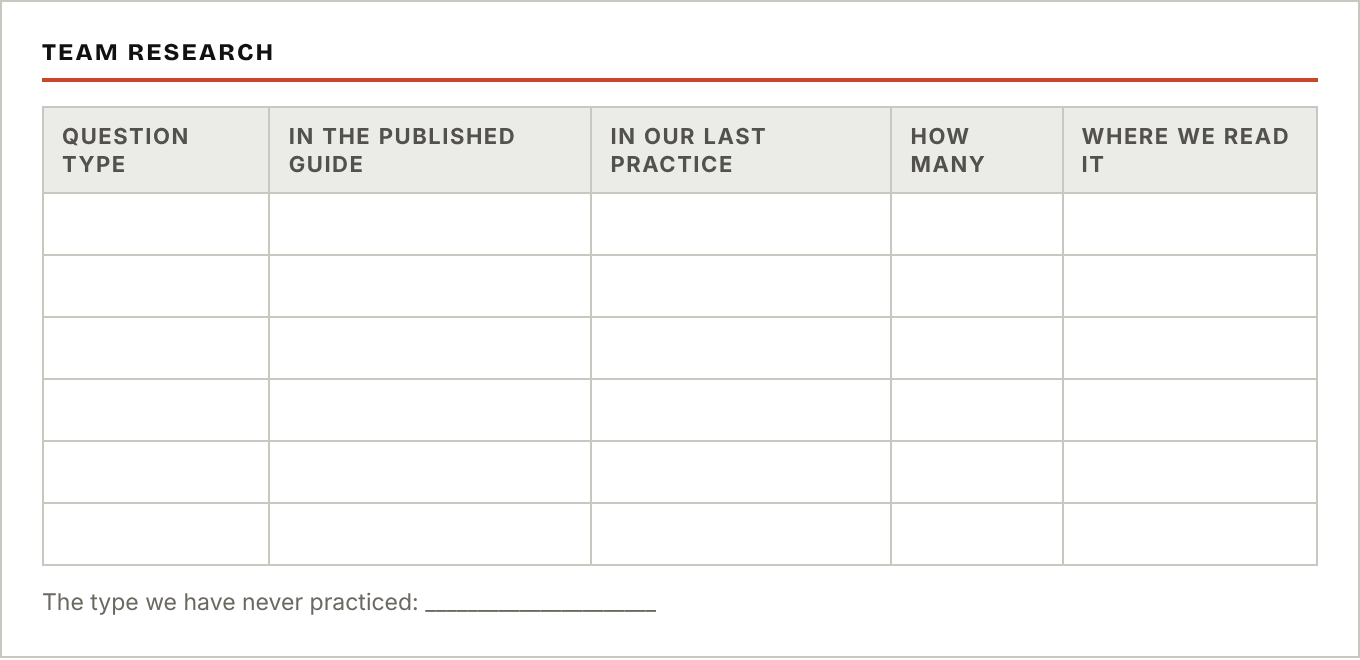 TEAM RESEARCH
QUESTION TYPE
IN THE PUBLISHED GUIDE
IN OUR LAST PRACTICE
HOW MANY
WHERE WE READ IT
The type we have never practiced: ____________________